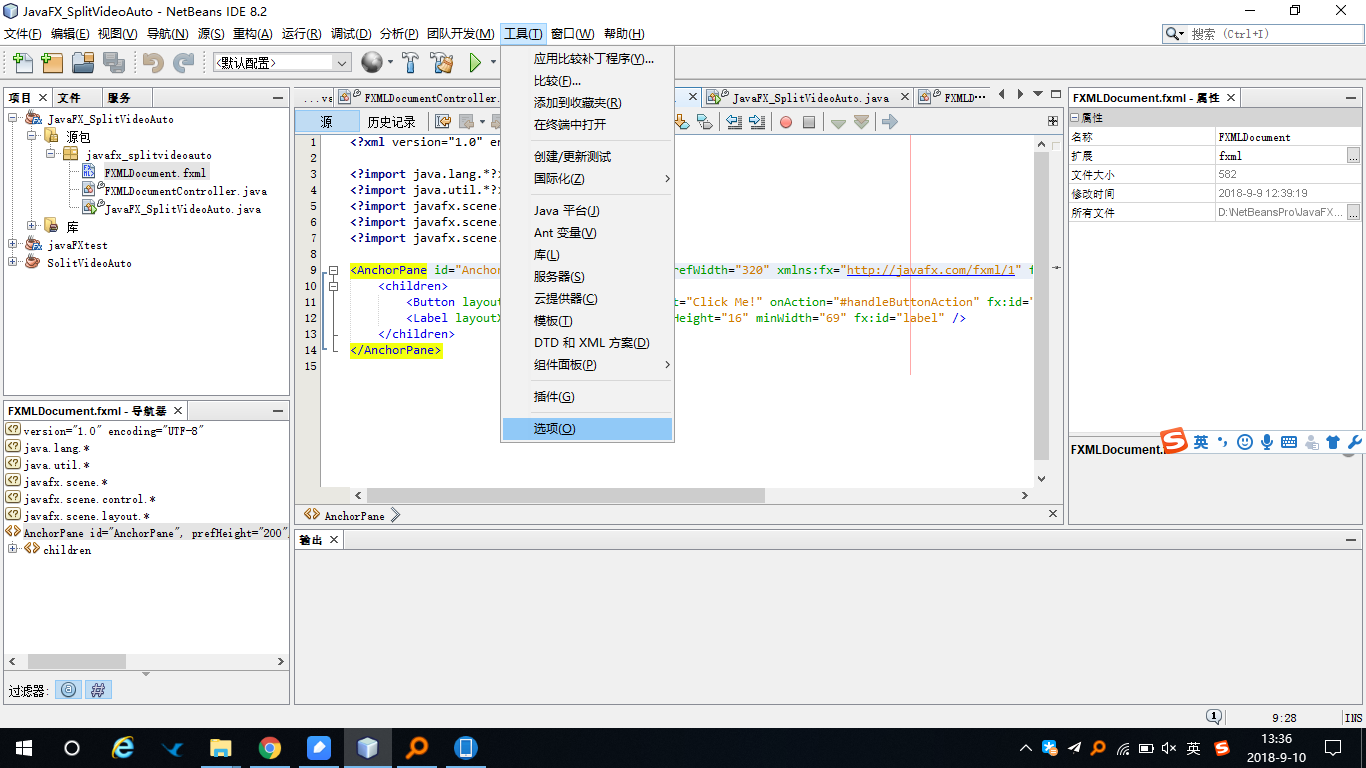 JavaFX_SplitVideoAuto - NetBeans IDE 8.2
文件(F) 编辑(E) 视图(V) 导航(N) 源(S) 重构(A) 运行(R) 调试(D) 分析(P) 团队开发(M) 工具(T) 窗口(W) 帮助(H)
搜索 (Ctrl+I)
<默认配置>
应用比较补丁程序(Y)...
比较(F)...
添加到收藏夹(R)
在终端中打开
创建/更新测试
国际化(Z)
Java 平台(J)
Ant 变量(V)
库(L)
服务器(S)
云提供器(C)
模板(T)
DTD 和 XML 方案(D)
组件面板(P)
插件(G)
选项(O)
项目 文件 服务
JavaFX_SplitVideoAuto
源包
javafx_splitvideoauto
FXMLDocument.fxml
FXMLDocumentController.java
JavaFX_SplitVideoAuto.java
库
javaFXtest
SolitVideoAuto
FXMLDocument.fxml - 导航器
version="1.0" encoding="UTF-8"
java.lang.*
java.util.*
javafx.scene.*
javafx.scene.control.*
javafx.scene.layout.*
AnchorPane id="AnchorPane", prefHeight="200",
children
过滤器:
...vs FXMLDocumentController. JavaFX_SplitVideoAuto.java FXMD...
源 历史记录
1 <?xml version="1.0" en
2
3 <?import java.lang.*?>
4 <?import java.util.*?>
5 <?import javafx.scene.
6 <?import javafx.scene.
7 <?import javafx.scene.
8
9 <AnchorPane id="Anchor refWidth="320" xmlns:fx="http://javafx.com/fxml/1" f
10 <children>
11 <Button layou t="Click Me!" onAction="#handleButtonAction" fx:id="
12 <Label layoutX Height="16" minWidth="69" fx:id="label" />
13 </children>
14 </AnchorPane>
15
AnchorPane
输出
FXMLDocument.fxml - 属性
属性
名称 FXMLDocument
扩展 fxml ...
文件大小 582
修改时间 2018-9-9 12:39:19
所有文件 D:\NetBeansPro\JavaFX... ...
FXMLDocument.
英
1 9:28 INS
英
13:36
2018-9-10